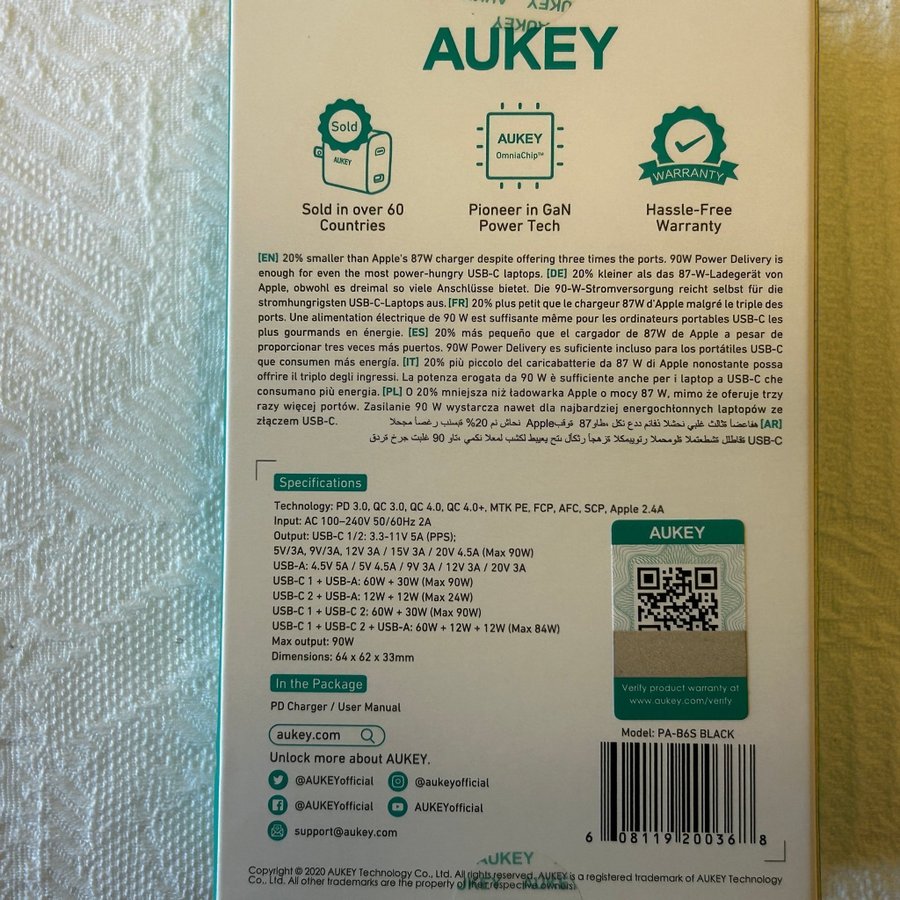 AUKEY
AUKEY
Sold
AUKEY
AUKEY
OmniaChip™
WARRANTY
Sold in over 60
Countries
Pioneer in GaN
Power Tech
Hassle-Free
Warranty
[EN] 20% smaller than Apple's 87W charger despite offering three times the ports. 90W Power Delivery is
enough for even the most power-hungry USB-C laptops. [DE] 20% kleiner als das 87-W-Ladegerät von
Apple, obwohl es dreimal so viele Anschlüsse bietet. Die 90-W-Stromversorgung reicht selbst für die
stromhungrigsten USB-C-Laptops aus. [FR] 20% plus petit que le chargeur 87W d'Apple malgré le triple des
ports. Une alimentation électrique de 90 W est suffisante même pour les ordinateurs portables USB-C les
plus gourmands en énergie. [ES] 20% más pequeño que el cargador de 87W de Apple a pesar de
proporcionar tres veces más puertos. 90W Power Delivery es suficiente incluso para los portátiles USB-C
que consumen más energía. [IT] 20% più piccolo del caricabatterie da 87 W di Apple nonostante possa
offrire il triplo degli ingressi. La potenza erogata da 90 W è sufficiente anche per i laptop a USB-C che
consumano più energia. [PL] O 20% mniejsza niż ładowarka Apple o mocy 87 W, mimo że oferuje trzy
razy więcej portów. Zasilanie 90 W wystarcza nawet dla najbardziej energochłonnych laptopów ze
złączem USB-C. [AR] 87 Apple 20%
USB-C 90
Specifications
Technology: PD 3.0, QC 3.0, QC 4.0, QC 4.0+, MTK PE, FCP, AFC, SCP, Apple 2.4A
Input: AC 100–240V 50/60Hz 2A
Output: USB-C 1/2: 3.3-11V 5A (PPS);
5V/3A, 9V/3A, 12V 3A / 15V 3A / 20V 4.5A (Max 90W)
USB-A: 4.5V 5A / 5V 4.5A / 9V 3A / 12V 3A / 20V 3A
USB-C 1 + USB-A: 60W + 30W (Max 90W)
USB-C 2 + USB-A: 12W + 12W (Max 24W)
USB-C 1 + USB-C 2: 60W + 30W (Max 90W)
USB-C 1 + USB-C 2 + USB-A: 60W + 12W + 12W (Max 84W)
Max output: 90W
Dimensions: 64 x 62 x 33mm
In the Package
PD Charger / User Manual
aukey.com
Unlock more about AUKEY.
@AUKEYofficial
@aukeyofficial
@AUKEYofficial
AUKEYofficial
support@aukey.com
AUKEY
Verify product warranty at
www.aukey.com/verify
Model: PA-B6S BLACK
6 08119 20036 8
AUKEY
Copyright © 2020 AUKEY Technology Co., Ltd. All rights reserved. AUKEY is a registered trademark of AUKEY Technology
Co., Ltd. All other trademarks are the property of their respective owners.